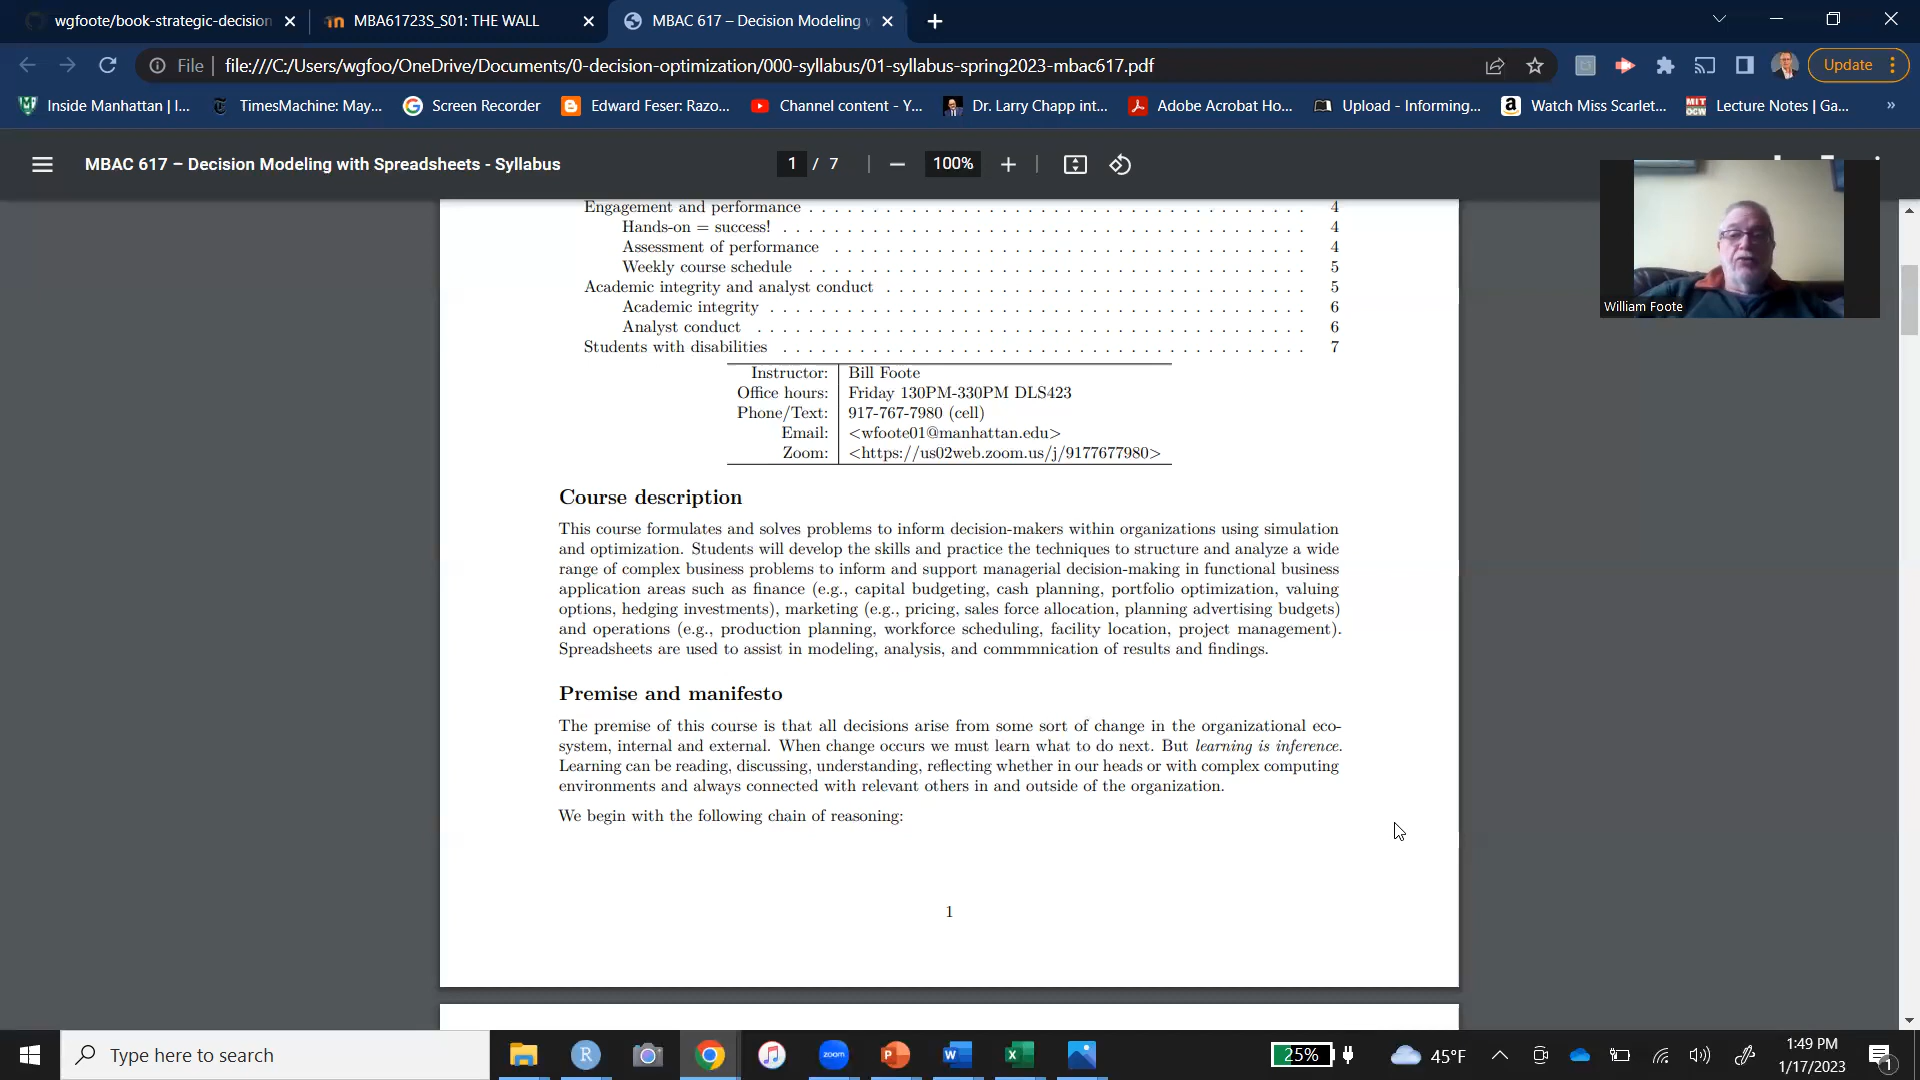 wgfoote/book-strategic-decision
MBA61723S_S01: THE WALL
MBAC 617 – Decision Modeling w
File
file:///C:/Users/wgfoo/OneDrive/Documents/0-decision-optimization/000-syllabus/01-syllabus-spring2023-mbac617.pdf
Update
Inside Manhattan | I...
TimesMachine: May...
Screen Recorder
Edward Feser: Razo...
Channel content - Y...
Dr. Larry Chapp int...
Adobe Acrobat Ho...
Upload - Informing...
Watch Miss Scarlet...
MIT OCW
Lecture Notes | Ga...
»
MBAC 617 – Decision Modeling with Spreadsheets - Syllabus
1 / 7
100%
William Foote
Engagement and performance . . . . . . . . . . . . . . . . . . . . . . . . . . . . . . . . . . . . . . . 4
Hands-on = success! . . . . . . . . . . . . . . . . . . . . . . . . . . . . . . . . . . . . . . . . . 4
Assessment of performance . . . . . . . . . . . . . . . . . . . . . . . . . . . . . . . . . . . . . 4
Weekly course schedule . . . . . . . . . . . . . . . . . . . . . . . . . . . . . . . . . . . . . . . 5
Academic integrity and analyst conduct . . . . . . . . . . . . . . . . . . . . . . . . . . . . . . . . . 5
Academic integrity . . . . . . . . . . . . . . . . . . . . . . . . . . . . . . . . . . . . . . . . . . 6
Analyst conduct . . . . . . . . . . . . . . . . . . . . . . . . . . . . . . . . . . . . . . . . . . . 6
Students with disabilities . . . . . . . . . . . . . . . . . . . . . . . . . . . . . . . . . . . . . . . . . 7
Instructor: Bill Foote
Office hours: Friday 130PM-330PM DLS423
Phone/Text: 917-767-7980 (cell)
Email: <wfoote01@manhattan.edu>
Zoom: <https://us02web.zoom.us/j/9177677980>
Course description
This course formulates and solves problems to inform decision-makers within organizations using simulation
and optimization. Students will develop the skills and practice the techniques to structure and analyze a wide
range of complex business problems to inform and support managerial decision-making in functional business
application areas such as finance (e.g., capital budgeting, cash planning, portfolio optimization, valuing
options, hedging investments), marketing (e.g., pricing, sales force allocation, planning advertising budgets)
and operations (e.g., production planning, workforce scheduling, facility location, project management).
Spreadsheets are used to assist in modeling, analysis, and commmnication of results and findings.
Premise and manifesto
The premise of this course is that all decisions arise from some sort of change in the organizational eco-
system, internal and external. When change occurs we must learn what to do next. But learning is inference.
Learning can be reading, discussing, understanding, reflecting whether in our heads or with complex computing
environments and always connected with relevant others in and outside of the organization.
We begin with the following chain of reasoning:
1
Type here to search
zoom
25%
45°F
1:49 PM
1/17/2023
1